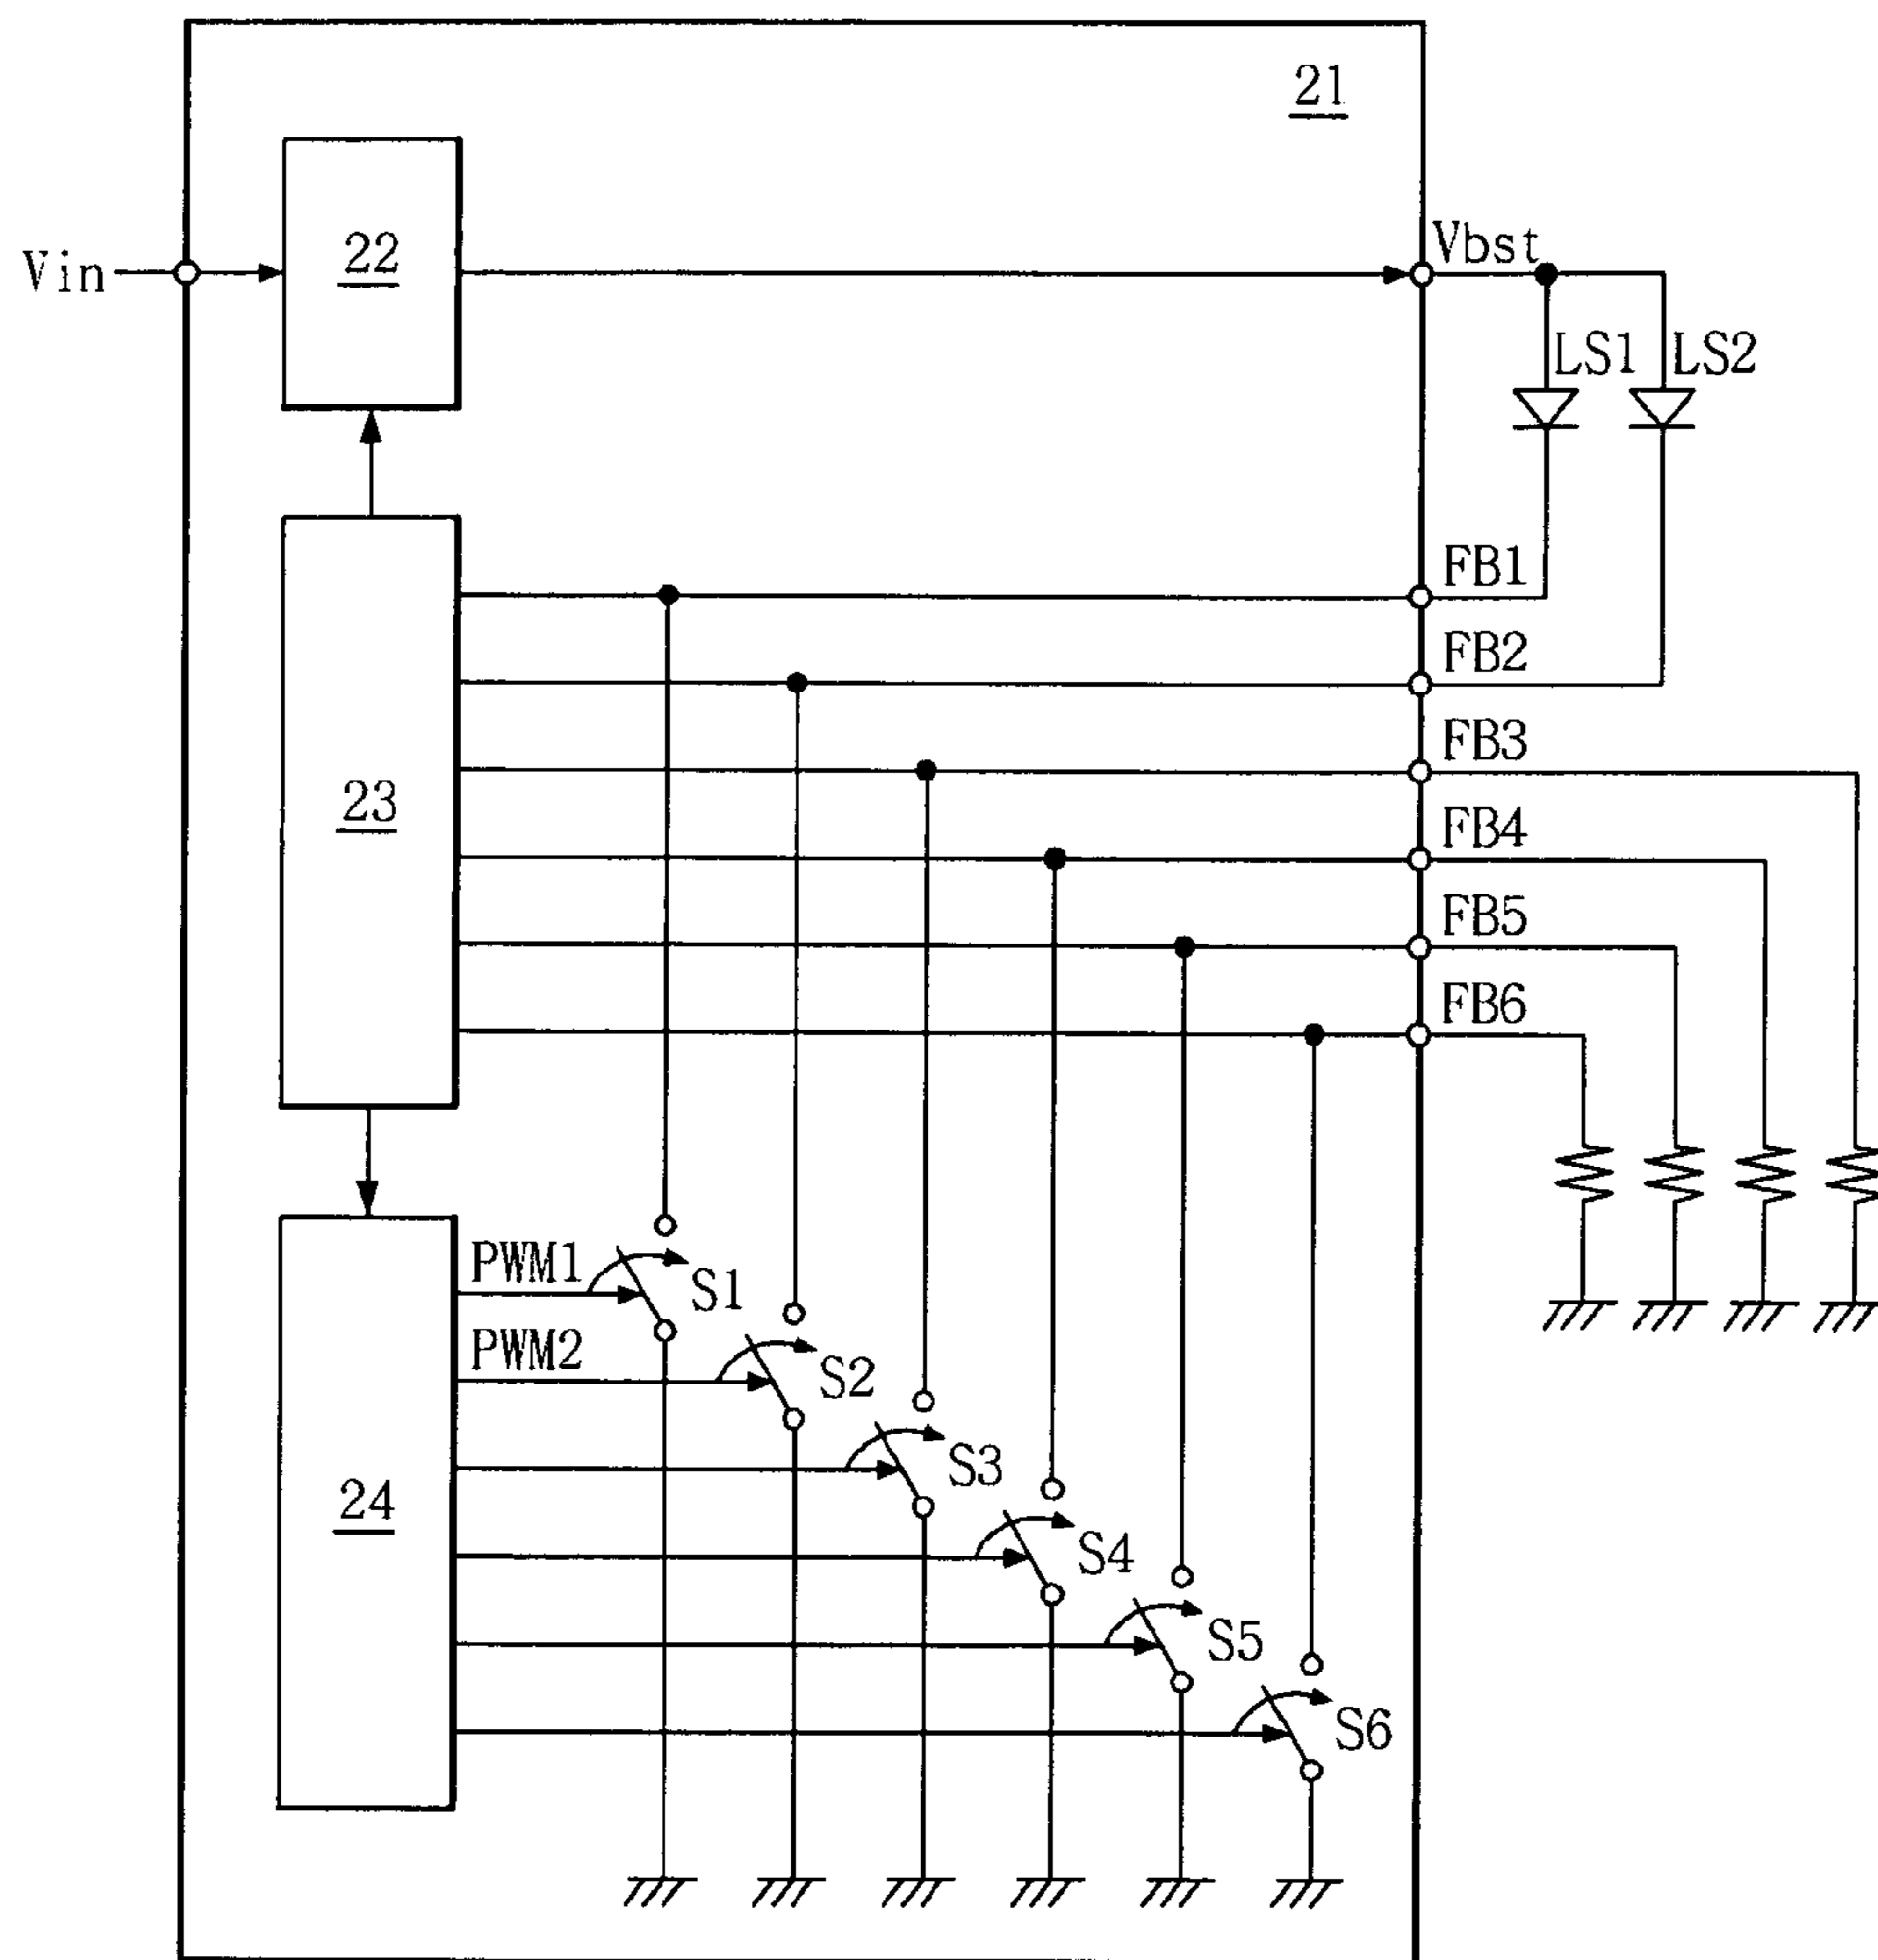 21
22
Vin
Vbst
LS1
LS2
FB1
FB2
FB3
23
FB4
FB5
FB6
PWM1
S1
PWM2
S2
S3
24
S4
S5
S6